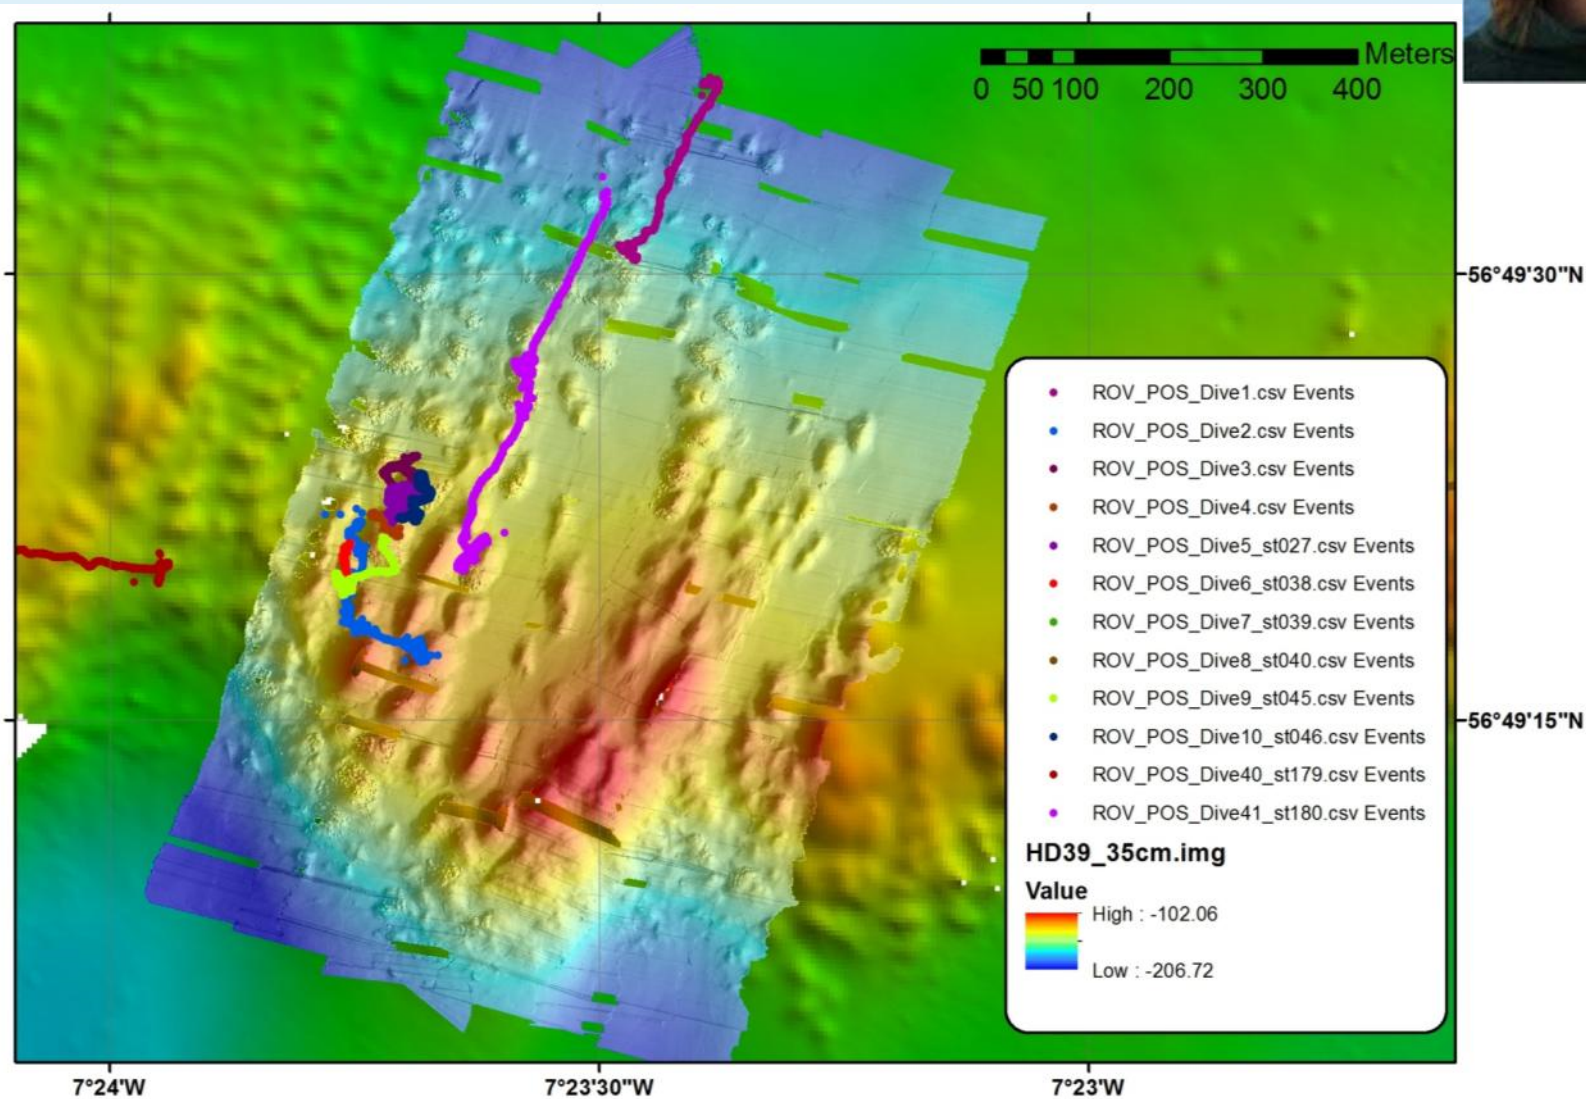 Meters
0 50 100 200 300 400
56°49'30"N
ROV_POS_Dive1.csv Events
ROV_POS_Dive2.csv Events
ROV_POS_Dive3.csv Events
ROV_POS_Dive4.csv Events
ROV_POS_Dive5_st027.csv Events
ROV_POS_Dive6_st038.csv Events
ROV_POS_Dive7_st039.csv Events
ROV_POS_Dive8_st040.csv Events
ROV_POS_Dive9_st045.csv Events
56°49'15"N
ROV_POS_Dive10_st046.csv Events
ROV_POS_Dive40_st179.csv Events
ROV_POS_Dive41_st180.csv Events
HD39_35cm.img
Value
High : -102.06
Low : -206.72
7°24'W 7°23'30"W 7°23'W